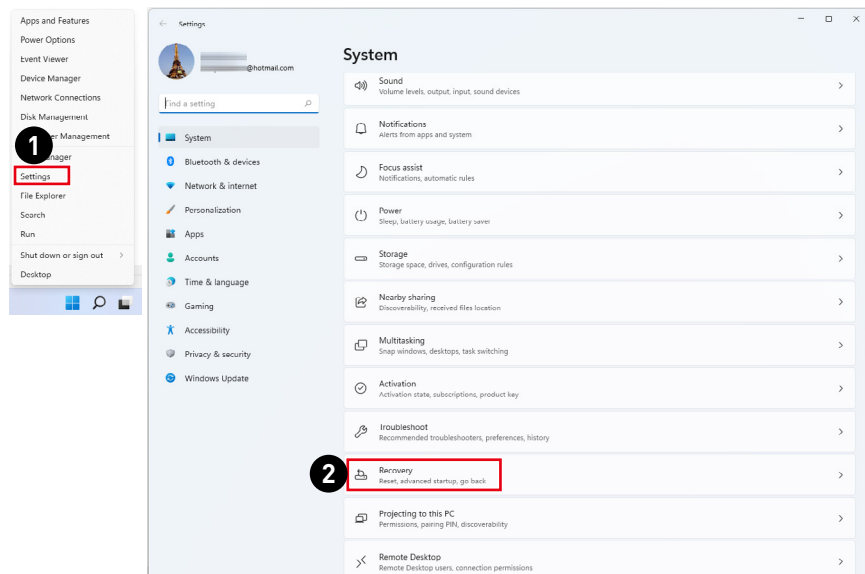 Apps and Features
Power Options
Event Viewer
Device Manager
Network Connections
Disk Management
er Management
1
anager
Settings
File Explorer
Search
Run
Shut down or sign out
Desktop
Settings
@hotmail.com
Find a setting
System
Bluetooth & devices
Network & internet
Personalization
Apps
Accounts
Time & language
Gaming
Accessibility
Privacy & security
Windows Update
System
Sound
Volume levels, output, input, sound devices
Notifications
Alerts from apps and system
Focus assist
Notifications, automatic rules
Power
Sleep, battery usage, battery saver
Storage
Storage space, drives, configuration rules
Nearby sharing
Discoverability, received files location
Multitasking
Snap windows, desktops, task switching
Activation
Activation state, subscriptions, product key
Troubleshoot
Recommended troubleshooters, preferences, history
2
Recovery
Reset, advanced startup, go back
Projecting to this PC
Permissions, pairing PIN, discoverability
Remote Desktop
Remote Desktop users, connection permissions